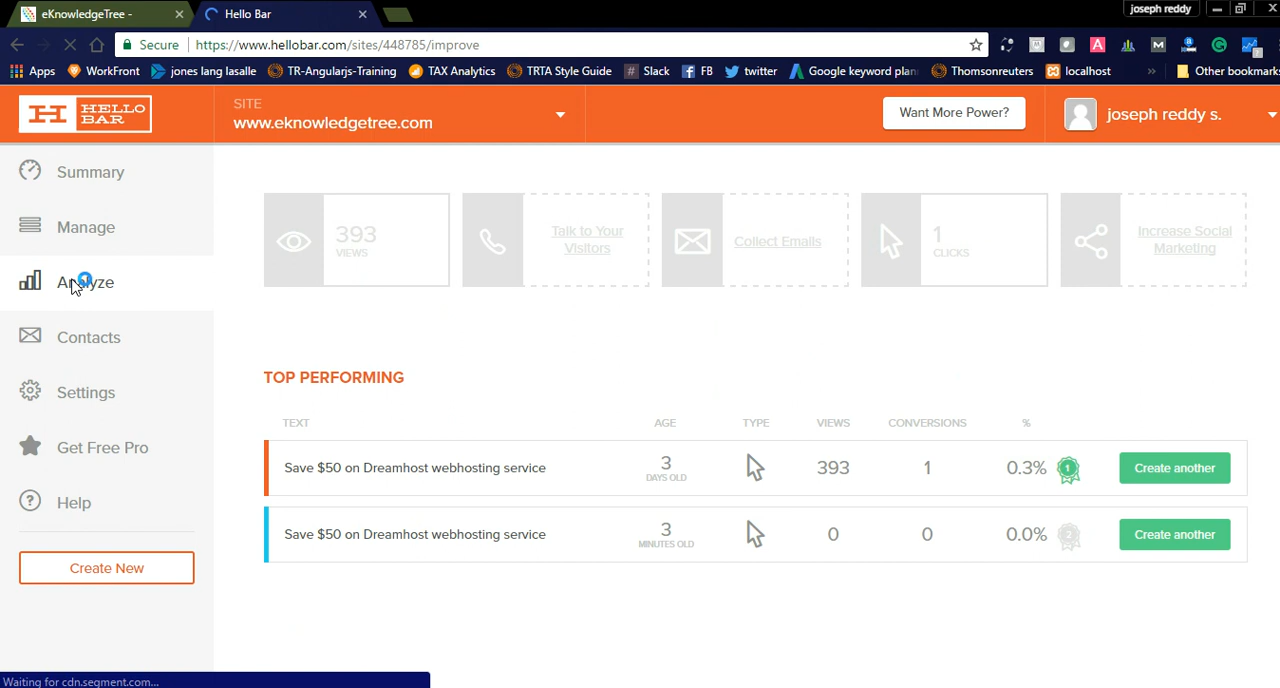 eKnowledgeTree -
Hello Bar
joseph reddy
Secure
https://www.hellobar.com/sites/448785/improve
Apps
WorkFront
jones lang lasalle
TR-Angularjs-Training
TAX Analytics
TRTA Style Guide
Slack
FB
twitter
Google keyword plan
Thomsonreuters
localhost
»
Other bookmarks
HELLO
BAR
SITE
www.eknowledgetree.com
Want More Power?
joseph reddy s.
Summary
Manage
Analyze
Contacts
Settings
Get Free Pro
Help
Create New
393
VIEWS
Talk to Your
Visitors
Collect Emails
1
CLICKS
Increase Social
Marketing
TOP PERFORMING
TEXT AGE TYPE VIEWS CONVERSIONS %
Save $50 on Dreamhost webhosting service
3
DAYS OLD
393
1
0.3%
1
Create another
Save $50 on Dreamhost webhosting service
3
MINUTES OLD
0
0
0.0%
2
Create another
Waiting for cdn.segment.com...